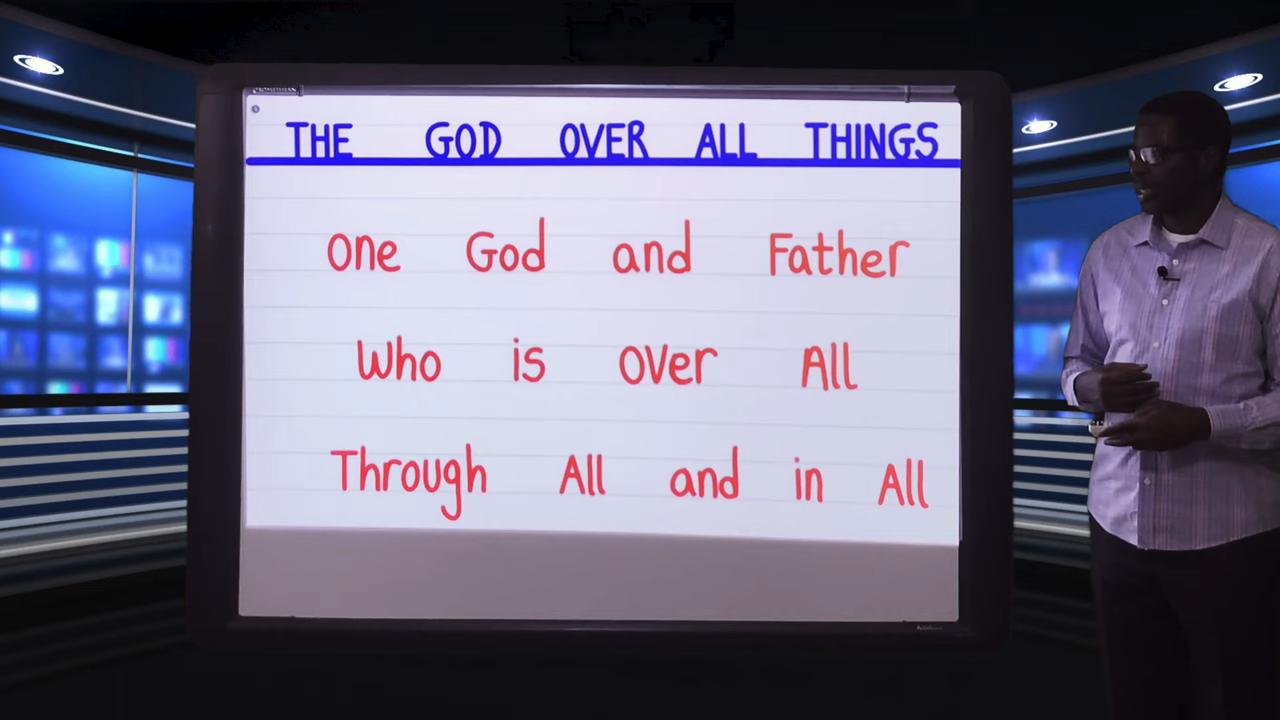 THE GOD OVER ALL THINGS
One God and Father
Who is Over All
Through All and in All